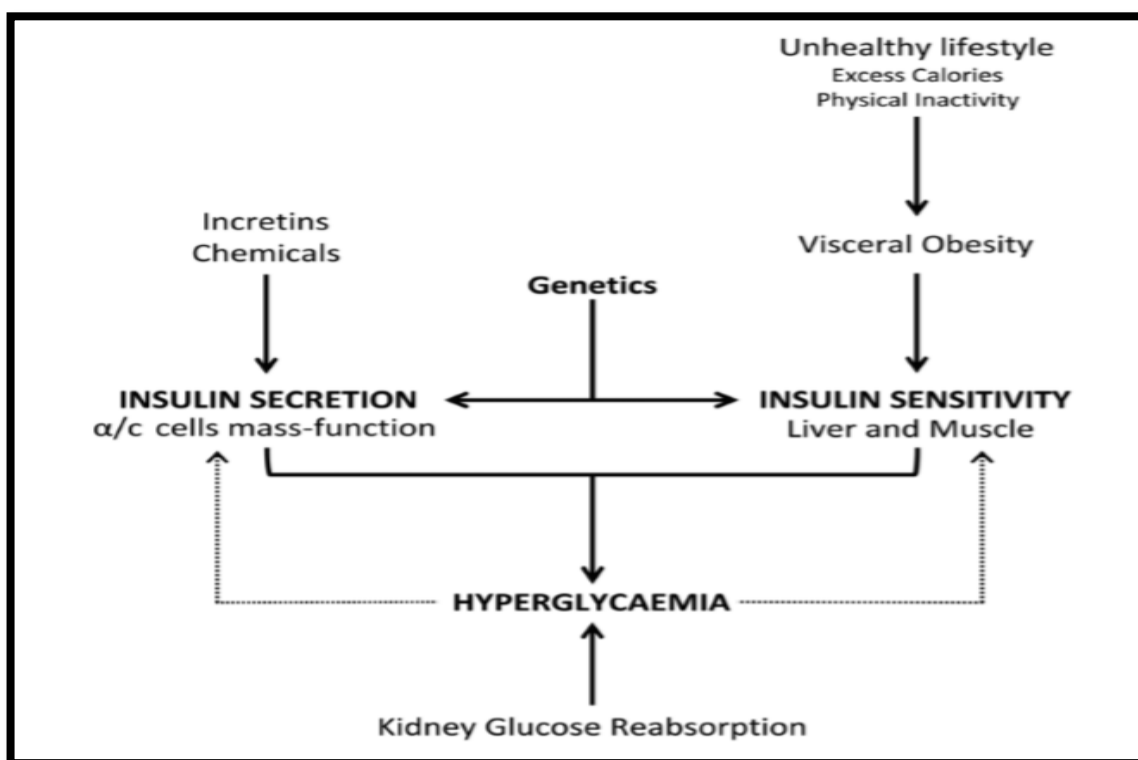 Unhealthy lifestyle
Excess Calories
Physical Inactivity
Incretins
Chemicals
Visceral Obesity
Genetics
INSULIN SECRETION
α/c cells mass-function
INSULIN SENSITIVITY
Liver and Muscle
HYPERGLYCAEMIA
Kidney Glucose Reabsorption